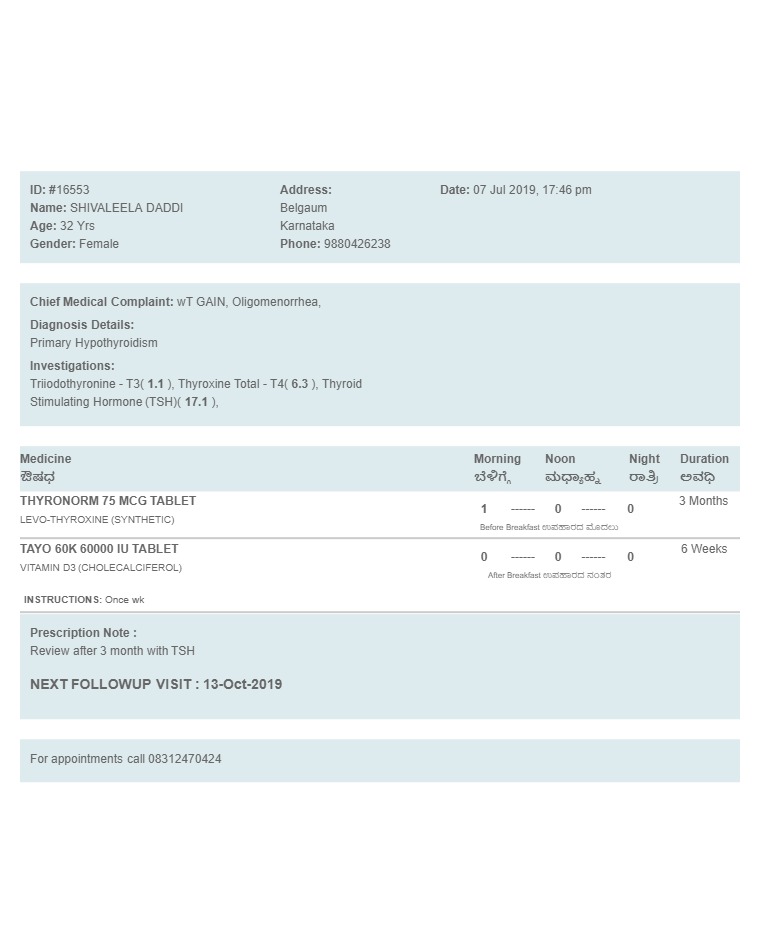 ID: #16553
Name: SHIVALEELA DADDI
Age: 32 Yrs
Gender: Female
Address:
Belgaum
Karnataka
Phone: 9880426238
Date: 07 Jul 2019, 17:46 pm
Chief Medical Complaint: wT GAIN, Oligomenorrhea,
Diagnosis Details:
Primary Hypothyroidism
Investigations:
Triiodothyronine - T3( 1.1 ), Thyroxine Total - T4( 6.3 ), Thyroid
Stimulating Hormone (TSH)( 17.1 ),
Medicine Morning Noon Night Duration
ಔಷಧ ಬೆಳಿಗ್ಗೆ ಮಧ್ಯಾಹ್ನ ರಾತ್ರಿ ಅವಧಿ
THYRONORM 75 MCG TABLET 3 Months
1 ------ 0 ------ 0
LEVO-THYROXINE (SYNTHETIC)
Before Breakfast ಉಪಹಾರದ ಮೊದಲು
TAYO 60K 60000 IU TABLET 6 Weeks
0 ------ 0 ------ 0
VITAMIN D3 (CHOLECALCIFEROL)
After Breakfast ಉಪಹಾರದ ನಂತರ
INSTRUCTIONS: Once wk
Prescription Note :
Review after 3 month with TSH
NEXT FOLLOWUP VISIT : 13-Oct-2019
For appointments call 08312470424